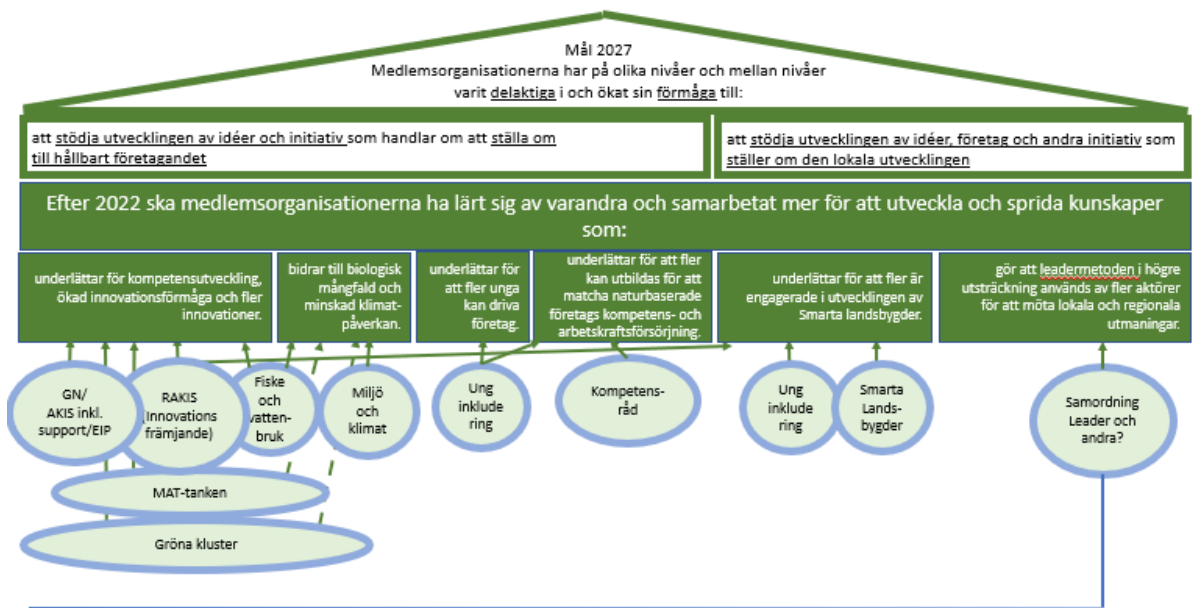 Mål 2027
Medlemsorganisationerna har på olika nivåer och mellan nivåer
varit delaktiga i och ökat sin förmåga till:
att stödja utvecklingen av idéer och initiativ som handlar om att ställa om
till hållbart företagandet
att stödja utvecklingen av idéer, företag och andra initiativ som
ställer om den lokala utvecklingen
Efter 2022 ska medlemsorganisationerna ha lärt sig av varandra och samarbetat mer för att utveckla och sprida kunskaper
som:
underlättar för kompetensutveckling,
ökad innovationsförmåga och fler
innovationer.
bidrar till biologisk
mångfald och
minskad klimat-
påverkan.
underlättar för
att fler unga
kan driva
företag.
underlättar för att fler
kan utbildas för att
matcha naturbaserade
företags kompetens- och
arbetskraftsförsörjning.
underlättar för att fler är
engagerade i utvecklingen av
Smarta landsbygder.
gör att leadermetoden i högre
utsträckning används av fler aktörer
för att möta lokala och regionala
utmaningar.
GN/
AKIS inkl.
support/EIP
RAKIS
(Innovations
främjande)
Fiske
och
vatten-
bruk
Miljö
och
klimat
Ung
inklude
ring
Kompetens-
råd
Ung
inklude
ring
Smarta
Lands-
bygder
Samordning
Leader och
andra?
MAT-tanken
Gröna kluster